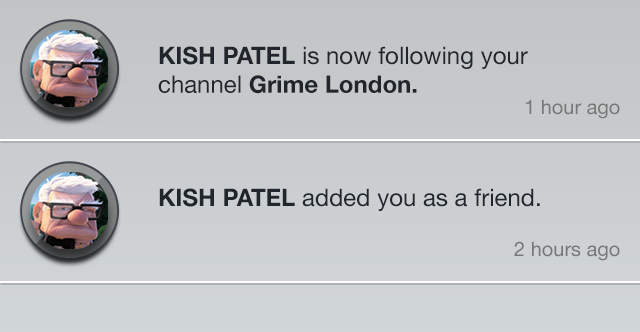 KISH PATEL is now following your
channel Grime London.
1 hour ago
KISH PATEL added you as a friend.
2 hours ago